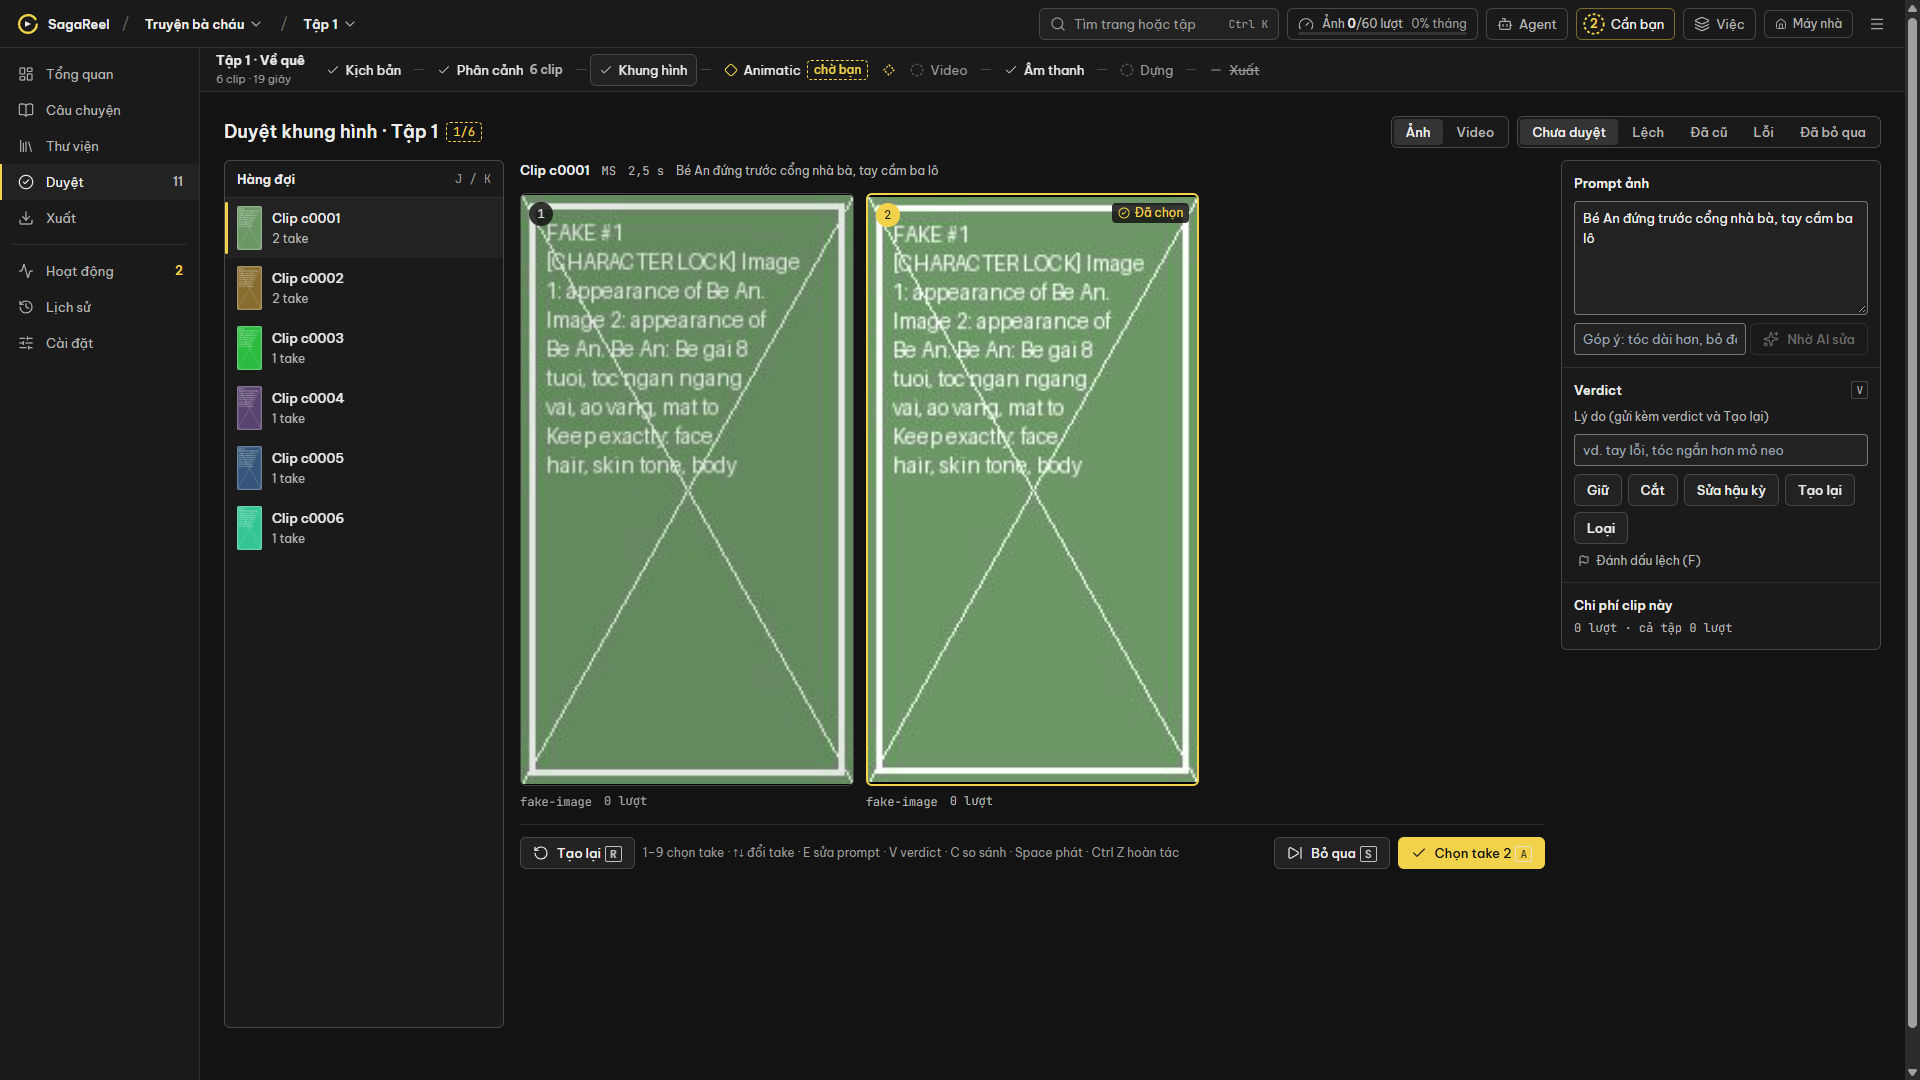 SagaReel / Truyện bà cháu / Tập 1
Tìm trang hoặc tập Ctrl K
Ảnh 0/60 lượt 0% tháng
Agent
2 Cần bạn
Việc
Máy nhà
Tổng quan
Câu chuyện
Thư viện
Duyệt 11
Xuất
Hoạt động 2
Lịch sử
Cài đặt
Tập 1 · Về quê
6 clip · 19 giây
Kịch bản
Phân cảnh 6 clip
Khung hình
Animatic chờ bạn
Video
Âm thanh
Dựng
Xuất
Duyệt khung hình · Tập 1 1/6
Ảnh Video
Chưa duyệt Lệch Đã cũ Lỗi Đã bỏ qua
Hàng đợi J / K
Clip c0001
2 take
Clip c0002
2 take
Clip c0003
1 take
Clip c0004
1 take
Clip c0005
1 take
Clip c0006
1 take
Clip c0001 MS 2,5 s Bé An đứng trước cổng nhà bà, tay cầm ba lô
1
FAKE #1
[CHARACTER LOCK] Image
1: appearance of Be An.
Image 2: appearance of
Be An. Be An: Be gai 8
tuoi, toc ngan ngang
vai, ao vang, mat to
Keep exactly: face,
hair, skin tone, body
fake-image 0 lượt
2
Đã chọn
FAKE #1
[CHARACTER LOCK] Image
1: appearance of Be An.
Image 2: appearance of
Be An. Be An: Be gai 8
tuoi, toc ngan ngang
vai, ao vang, mat to
Keep exactly: face,
hair, skin tone, body
fake-image 0 lượt
Tạo lại R
1-9 chọn take · ↑↓ đổi take · E sửa prompt · V verdict · C so sánh · Space phát · Ctrl Z hoàn tác
Bỏ qua S
Chọn take 2 A
Prompt ảnh
Bé An đứng trước cổng nhà bà, tay cầm ba
lô
Góp ý: tóc dài hơn, bỏ
Nhờ AI sửa
Verdict V
Lý do (gửi kèm verdict và Tạo lại)
vd. tay lỗi, tóc ngắn hơn mỏ neo
Giữ Cắt Sửa hậu kỳ Tạo lại
Loại
Đánh dấu lệch (F)
Chi phí clip này
0 lượt · cả tập 0 lượt